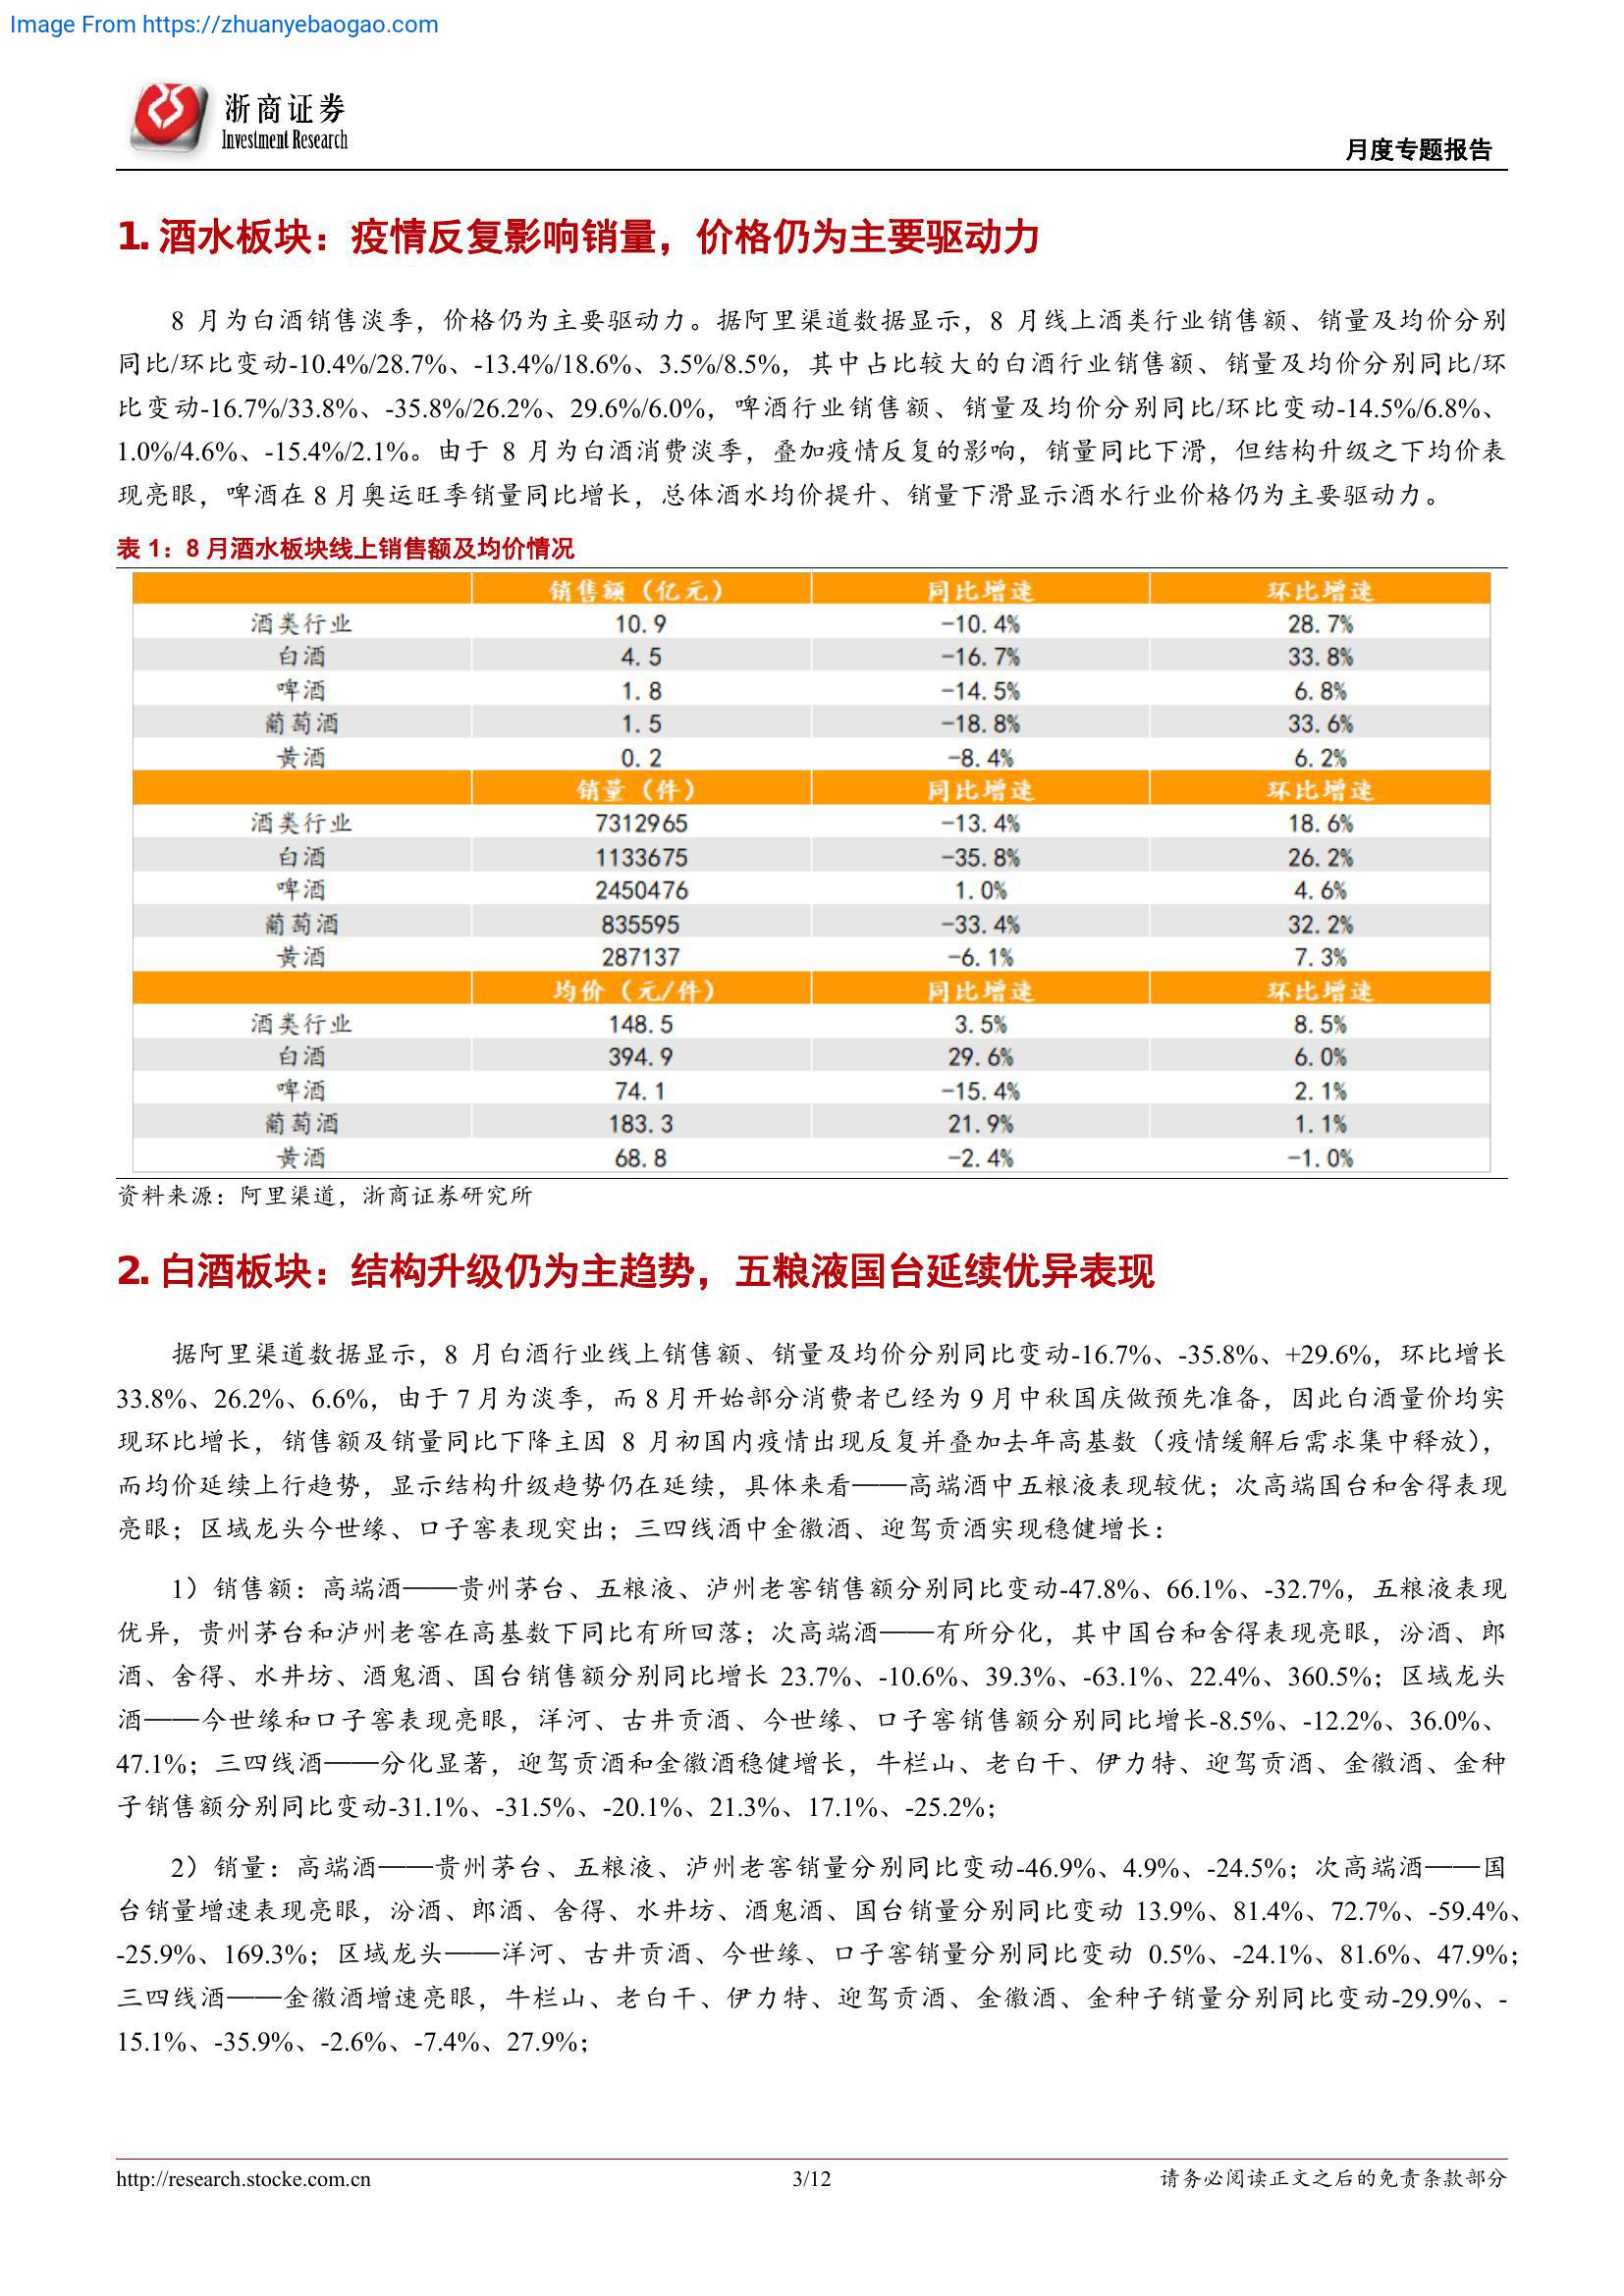 Image From https://zhuanyebaogao.com
浙商证券
Investment Research
月度专题报告
1. 酒水板块：疫情反复影响销量，价格仍为主要驱动力
8 月为白酒销售淡季，价格仍为主要驱动力。据阿里渠道数据显示，8 月线上酒类行业销售额、销量及均价分别
同比/环比变动-10.4%/28.7%、-13.4%/18.6%、3.5%/8.5%，其中占比较大的白酒行业销售额、销量及均价分别同比/环
比变动-16.7%/33.8%、-35.8%/26.2%、29.6%/6.0%，啤酒行业销售额、销量及均价分别同比/环比变动-14.5%/6.8%、
1.0%/4.6%、-15.4%/2.1%。由于 8 月为白酒消费淡季，叠加疫情反复的影响，销量同比下滑，但结构升级之下均价表
现亮眼，啤酒在 8 月奥运旺季销量同比增长，总体酒水均价提升、销量下滑显示酒水行业价格仍为主要驱动力。
表 1：8 月酒水板块线上销售额及均价情况
销售额（亿元） 同比增速 环比增速
酒类行业 10.9 -10.4% 28.7%
白酒 4.5 -16.7% 33.8%
啤酒 1.8 -14.5% 6.8%
葡萄酒 1.5 -18.8% 33.6%
黄酒 0.2 -8.4% 6.2%
销量（件） 同比增速 环比增速
酒类行业 7312965 -13.4% 18.6%
白酒 1133675 -35.8% 26.2%
啤酒 2450476 1.0% 4.6%
葡萄酒 835595 -33.4% 32.2%
黄酒 287137 -6.1% 7.3%
均价（元/件） 同比增速 环比增速
酒类行业 148.5 3.5% 8.5%
白酒 394.9 29.6% 6.0%
啤酒 74.1 -15.4% 2.1%
葡萄酒 183.3 21.9% 1.1%
黄酒 68.8 -2.4% -1.0%
资料来源：阿里渠道，浙商证券研究所
2. 白酒板块：结构升级仍为主趋势，五粮液国台延续优异表现
据阿里渠道数据显示，8 月白酒行业线上销售额、销量及均价分别同比变动-16.7%、-35.8%、+29.6%，环比增长
33.8%、26.2%、6.6%，由于 7 月为淡季，而 8 月开始部分消费者已经为 9 月中秋国庆做预先准备，因此白酒量价均实
现环比增长，销售额及销量同比下降主因 8 月初国内疫情出现反复并叠加去年高基数（疫情缓解后需求集中释放），
而均价延续上行趋势，显示结构升级趋势仍在延续，具体来看——高端酒中五粮液表现较优；次高端国台和舍得表现
亮眼；区域龙头今世缘、口子窖表现突出；三四线酒中金徽酒、迎驾贡酒实现稳健增长：
1）销售额：高端酒——贵州茅台、五粮液、泸州老窖销售额分别同比变动-47.8%、66.1%、-32.7%，五粮液表现
优异，贵州茅台和泸州老窖在高基数下同比有所回落；次高端酒——有所分化，其中国台和舍得表现亮眼，汾酒、郎
酒、舍得、水井坊、酒鬼酒、国台销售额分别同比增长 23.7%、-10.6%、39.3%、-63.1%、22.4%、360.5%；区域龙头
酒——今世缘和口子窖表现亮眼，洋河、古井贡酒、今世缘、口子窖销售额分别同比增长-8.5%、-12.2%、36.0%、
47.1%；三四线酒——分化显著，迎驾贡酒和金徽酒稳健增长，牛栏山、老白干、伊力特、迎驾贡酒、金徽酒、金种
子销售额分别同比变动-31.1%、-31.5%、-20.1%、21.3%、17.1%、-25.2%；
2）销量：高端酒——贵州茅台、五粮液、泸州老窖销量分别同比变动-46.9%、4.9%、-24.5%；次高端酒——国
台销量增速表现亮眼，汾酒、郎酒、舍得、水井坊、酒鬼酒、国台销量分别同比变动 13.9%、81.4%、72.7%、-59.4%、
-25.9%、169.3%；区域龙头——洋河、古井贡酒、今世缘、口子窖销量分别同比变动 0.5%、-24.1%、81.6%、47.9%；
三四线酒——金徽酒增速亮眼，牛栏山、老白干、伊力特、迎驾贡酒、金徽酒、金种子销量分别同比变动-29.9%、-
15.1%、-35.9%、-2.6%、-7.4%、27.9%；
http://research.stocke.com.cn
3/12
请务必阅读正文之后的免责条款部分